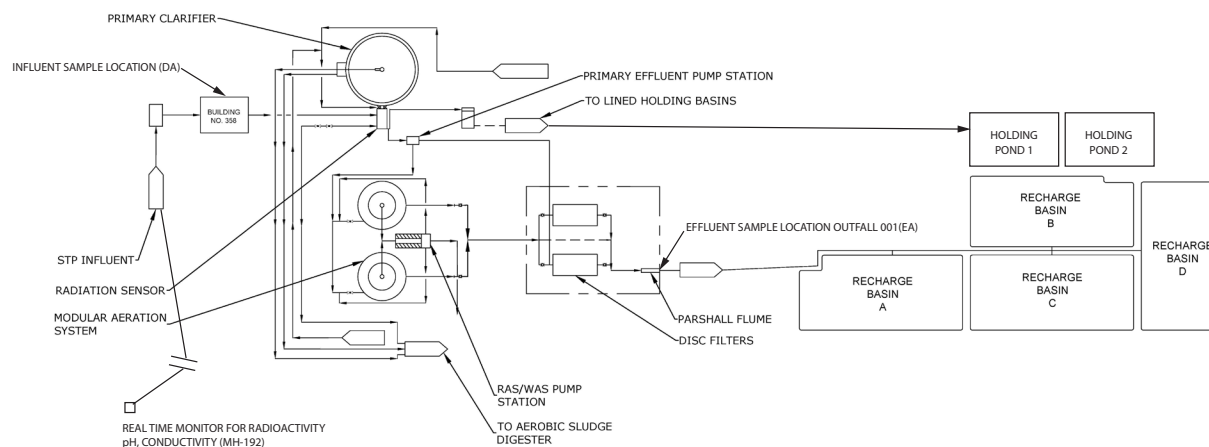 PRIMARY CLARIFIER
INFLUENT SAMPLE LOCATION (DA)
BUILDING
NO. 358
PRIMARY EFFLUENT PUMP STATION
TO LINED HOLDING BASINS
HOLDING
POND 1
HOLDING
POND 2
RECHARGE
BASIN
B
RECHARGE
BASIN
D
EFFLUENT SAMPLE LOCATION OUTFALL 001(EA)
STP INFLUENT
RADIATION SENSOR
MODULAR AERATION
SYSTEM
RECHARGE
BASIN
A
RECHARGE
BASIN
C
PARSHALL FLUME
DISC FILTERS
RAS/WAS PUMP
STATION
TO AEROBIC SLUDGE
DIGESTER
REAL TIME MONITOR FOR RADIOACTIVITY
pH, CONDUCTIVITY (MH-192)